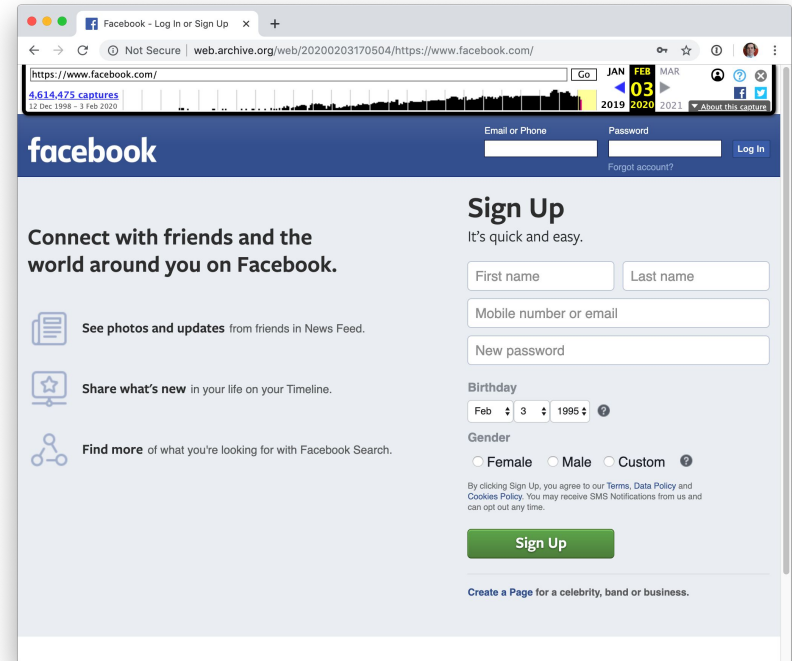 Facebook - Log In or Sign Up
Not Secure | web.archive.org/web/20200203170504/https://www.facebook.com/
https://www.facebook.com/ Go JAN FEB MAR
4,614,475 captures 03
12 Dec 1998 - 3 Feb 2020 2019 2020 2021 About this capture
Email or Phone Password
facebook Log In
Forgot account?
Sign Up
It's quick and easy.
Connect with friends and the
world around you on Facebook.
First name Last name
Mobile number or email
New password
See photos and updates from friends in News Feed.
Share what's new in your life on your Timeline.
Find more of what you're looking for with Facebook Search.
Birthday
Feb 3 1995
Gender
Female Male Custom
By clicking Sign Up, you agree to our Terms, Data Policy and
Cookies Policy. You may receive SMS Notifications from us and
can opt out any time.
Sign Up
Create a Page for a celebrity, band or business.